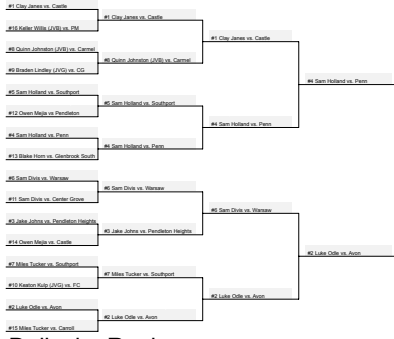 #1 Clay Janes vs. Castle
#16 Keller Willis (JVB) vs. PM
#1 Clay Janes vs. Castle
#8 Quinn Johnston (JVB) vs. Carmel
#9 Braden Lindley (JVG) vs. CG
#8 Quinn Johnston (JVB) vs. Carmel
#1 Clay Janes vs. Castle
#5 Sam Holland vs. Southport
#12 Owen Mejia vs Pendleton
#5 Sam Holland vs. Southport
#4 Sam Holland vs. Penn
#13 Blake Horn vs. Glenbrook South
#4 Sam Holland vs. Penn
#4 Sam Holland vs. Penn
#4 Sam Holland vs. Penn
#6 Sam Divis vs. Warsaw
#11 Sam Divis vs. Center Grove
#6 Sam Divis vs. Warsaw
#3 Jake Johns vs. Pendleton Heights
#14 Owen Mejia vs. Castle
#3 Jake Johns vs. Pendleton Heights
#6 Sam Divis vs. Warsaw
#7 Miles Tucker vs. Southport
#10 Keaton Kulp (JVG) vs. FC
#7 Miles Tucker vs. Southport
#2 Luke Odle vs. Avon
#15 Miles Tucker vs. Carroll
#2 Luke Odle vs. Avon
#2 Luke Odle vs. Avon
#2 Luke Odle vs. Avon